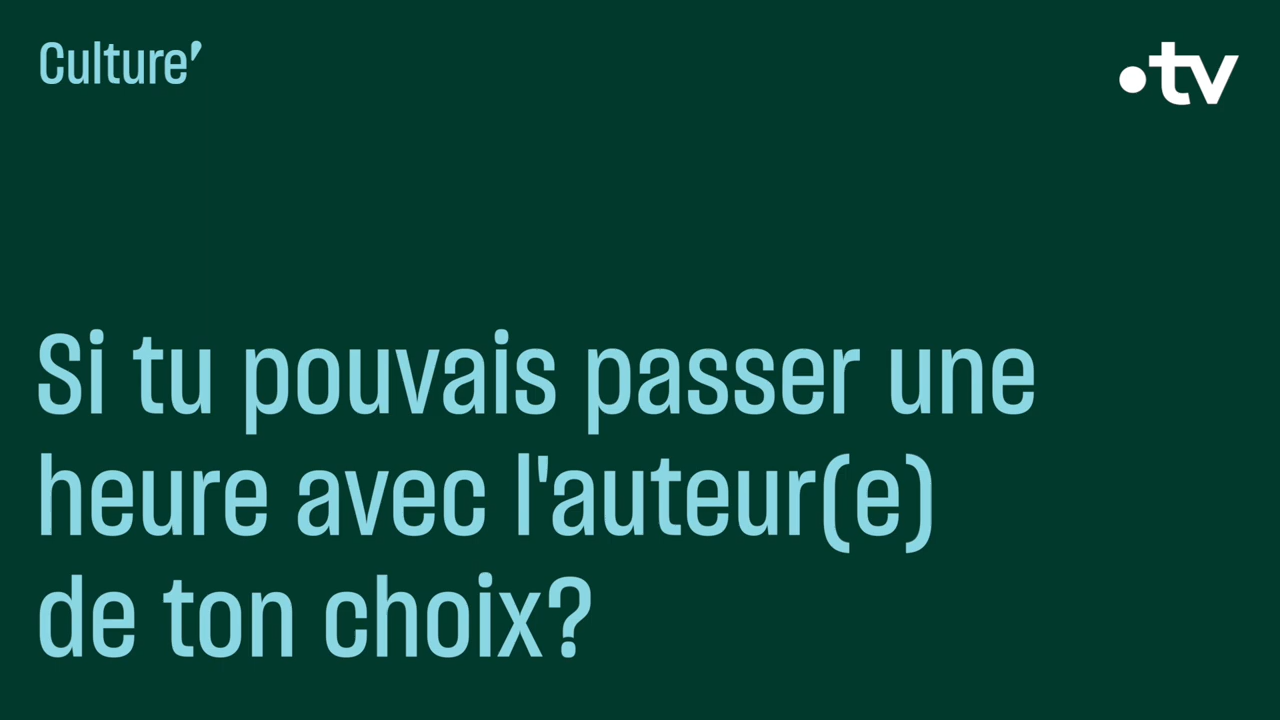 Culture'
•tv
Si tu pouvais passer une
heure avec l'auteur(e)
de ton choix?